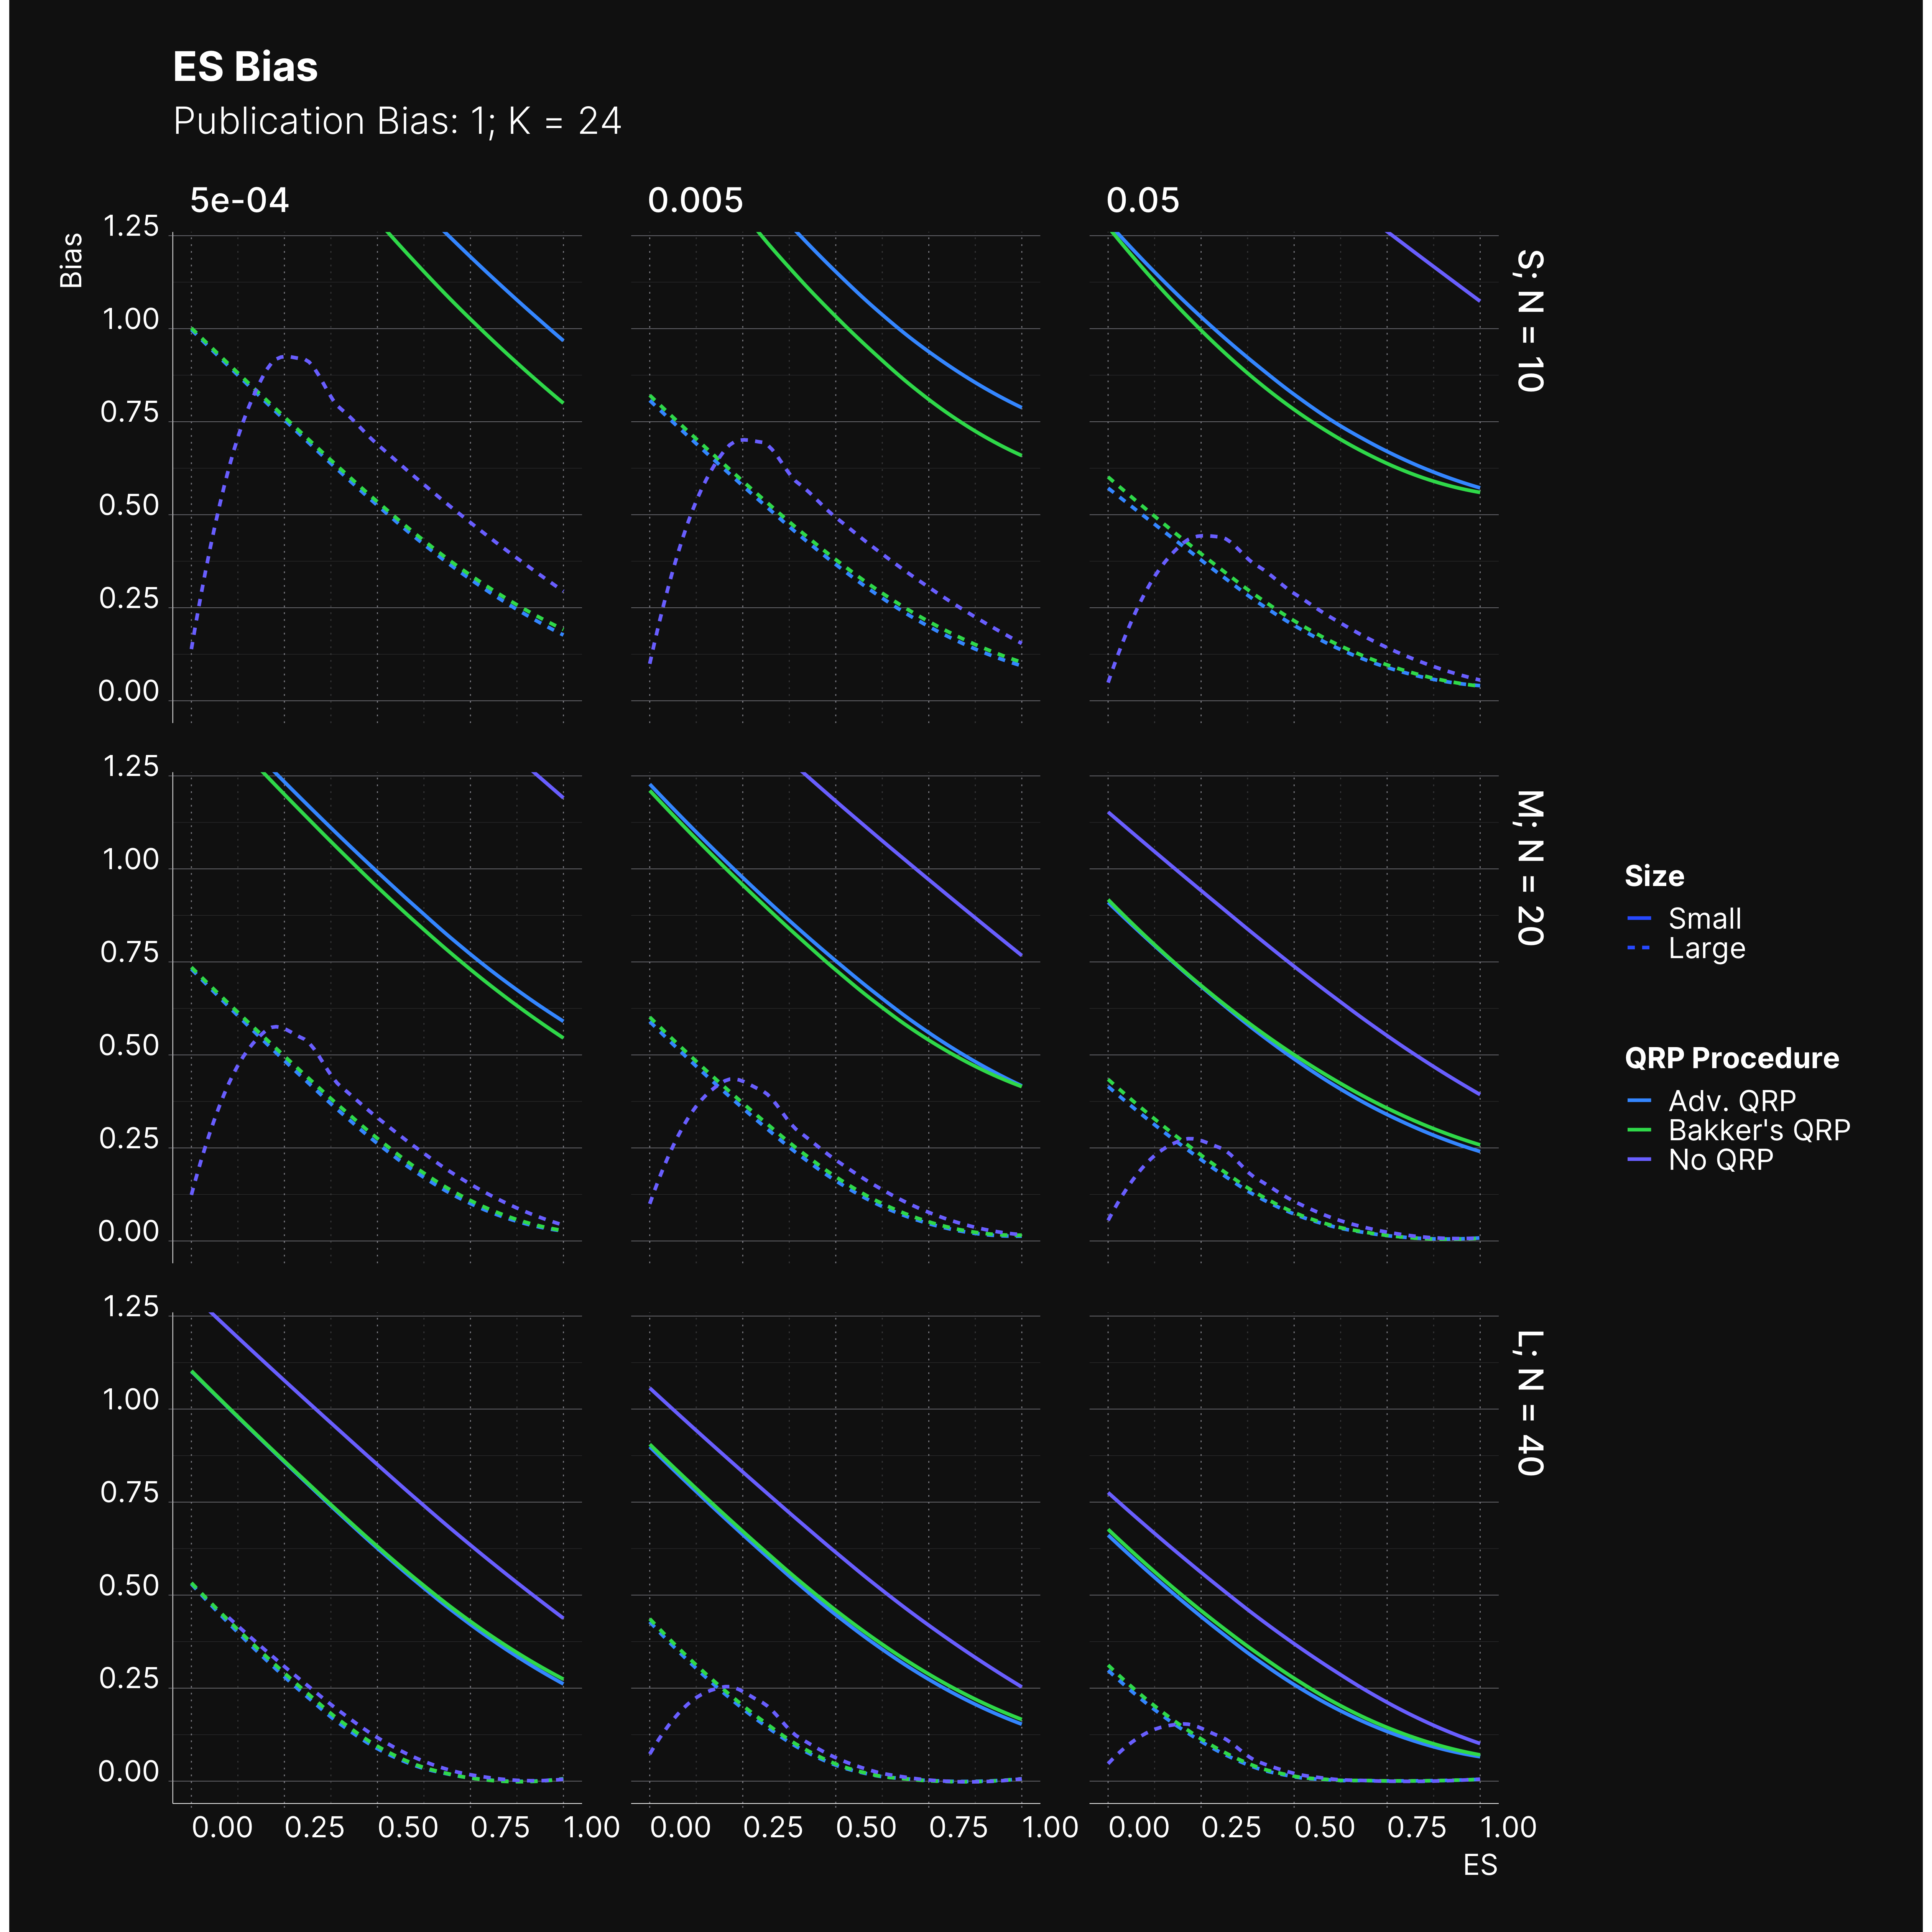 ES Bias
Publication Bias: 1; K = 24
5e-04
0.005
0.05
Bias
1.25
1.00
0.75
0.50
0.25
0.00
S; N = 10
1.25
1.00
0.75
0.50
0.25
0.00
M; N = 20
1.25
1.00
0.75
0.50
0.25
0.00
L; N = 40
0.00 0.25 0.50 0.75 1.00
0.00 0.25 0.50 0.75 1.00
0.00 0.25 0.50 0.75 1.00
ES
Size
Small
Large
QRP Procedure
Adv. QRP
Bakker's QRP
No QRP